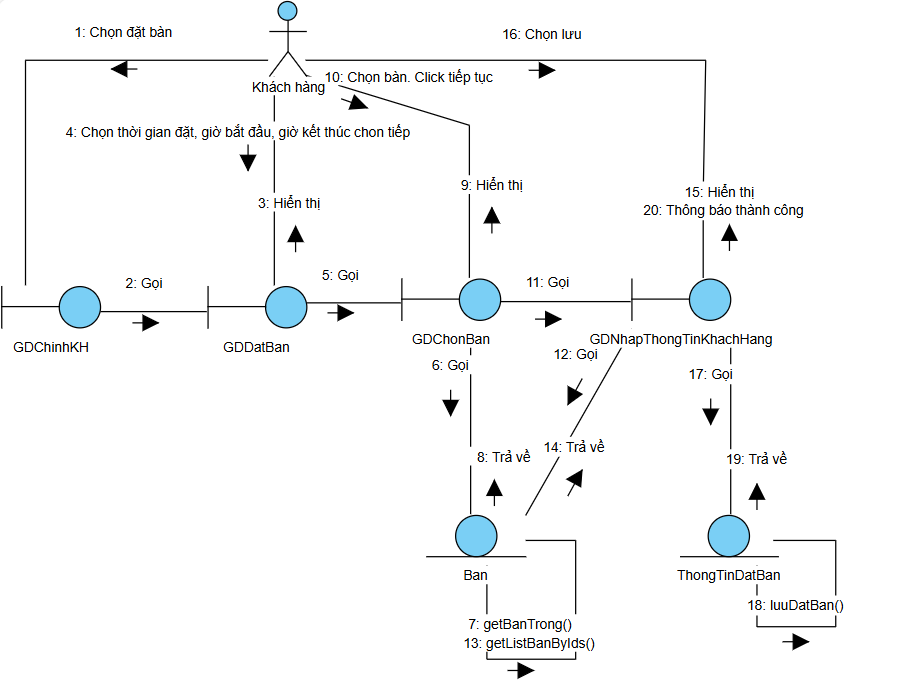 1: Chọn đặt bàn
16: Chọn lưu
10: Chọn bàn. Click tiếp tục
Khách hàng
4: Chọn thời gian đặt, giờ bắt đầu, giờ kết thúc chon tiếp
9: Hiển thị
15: Hiển thị
3: Hiển thị
20: Thông báo thành công
2: Gọi
5: Gọi
11: Gọi
GDChinhKH
GDDatBan
GDChonBan
GDNhapThongTinKhachHang
12: Gọi
6: Gọi
17: Gọi
14: Trả về
8: Trả về
19: Trả về
Ban
ThongTinDatBan
18: luuDatBan()
7: getBanTrong()
13: getListBanByIds()